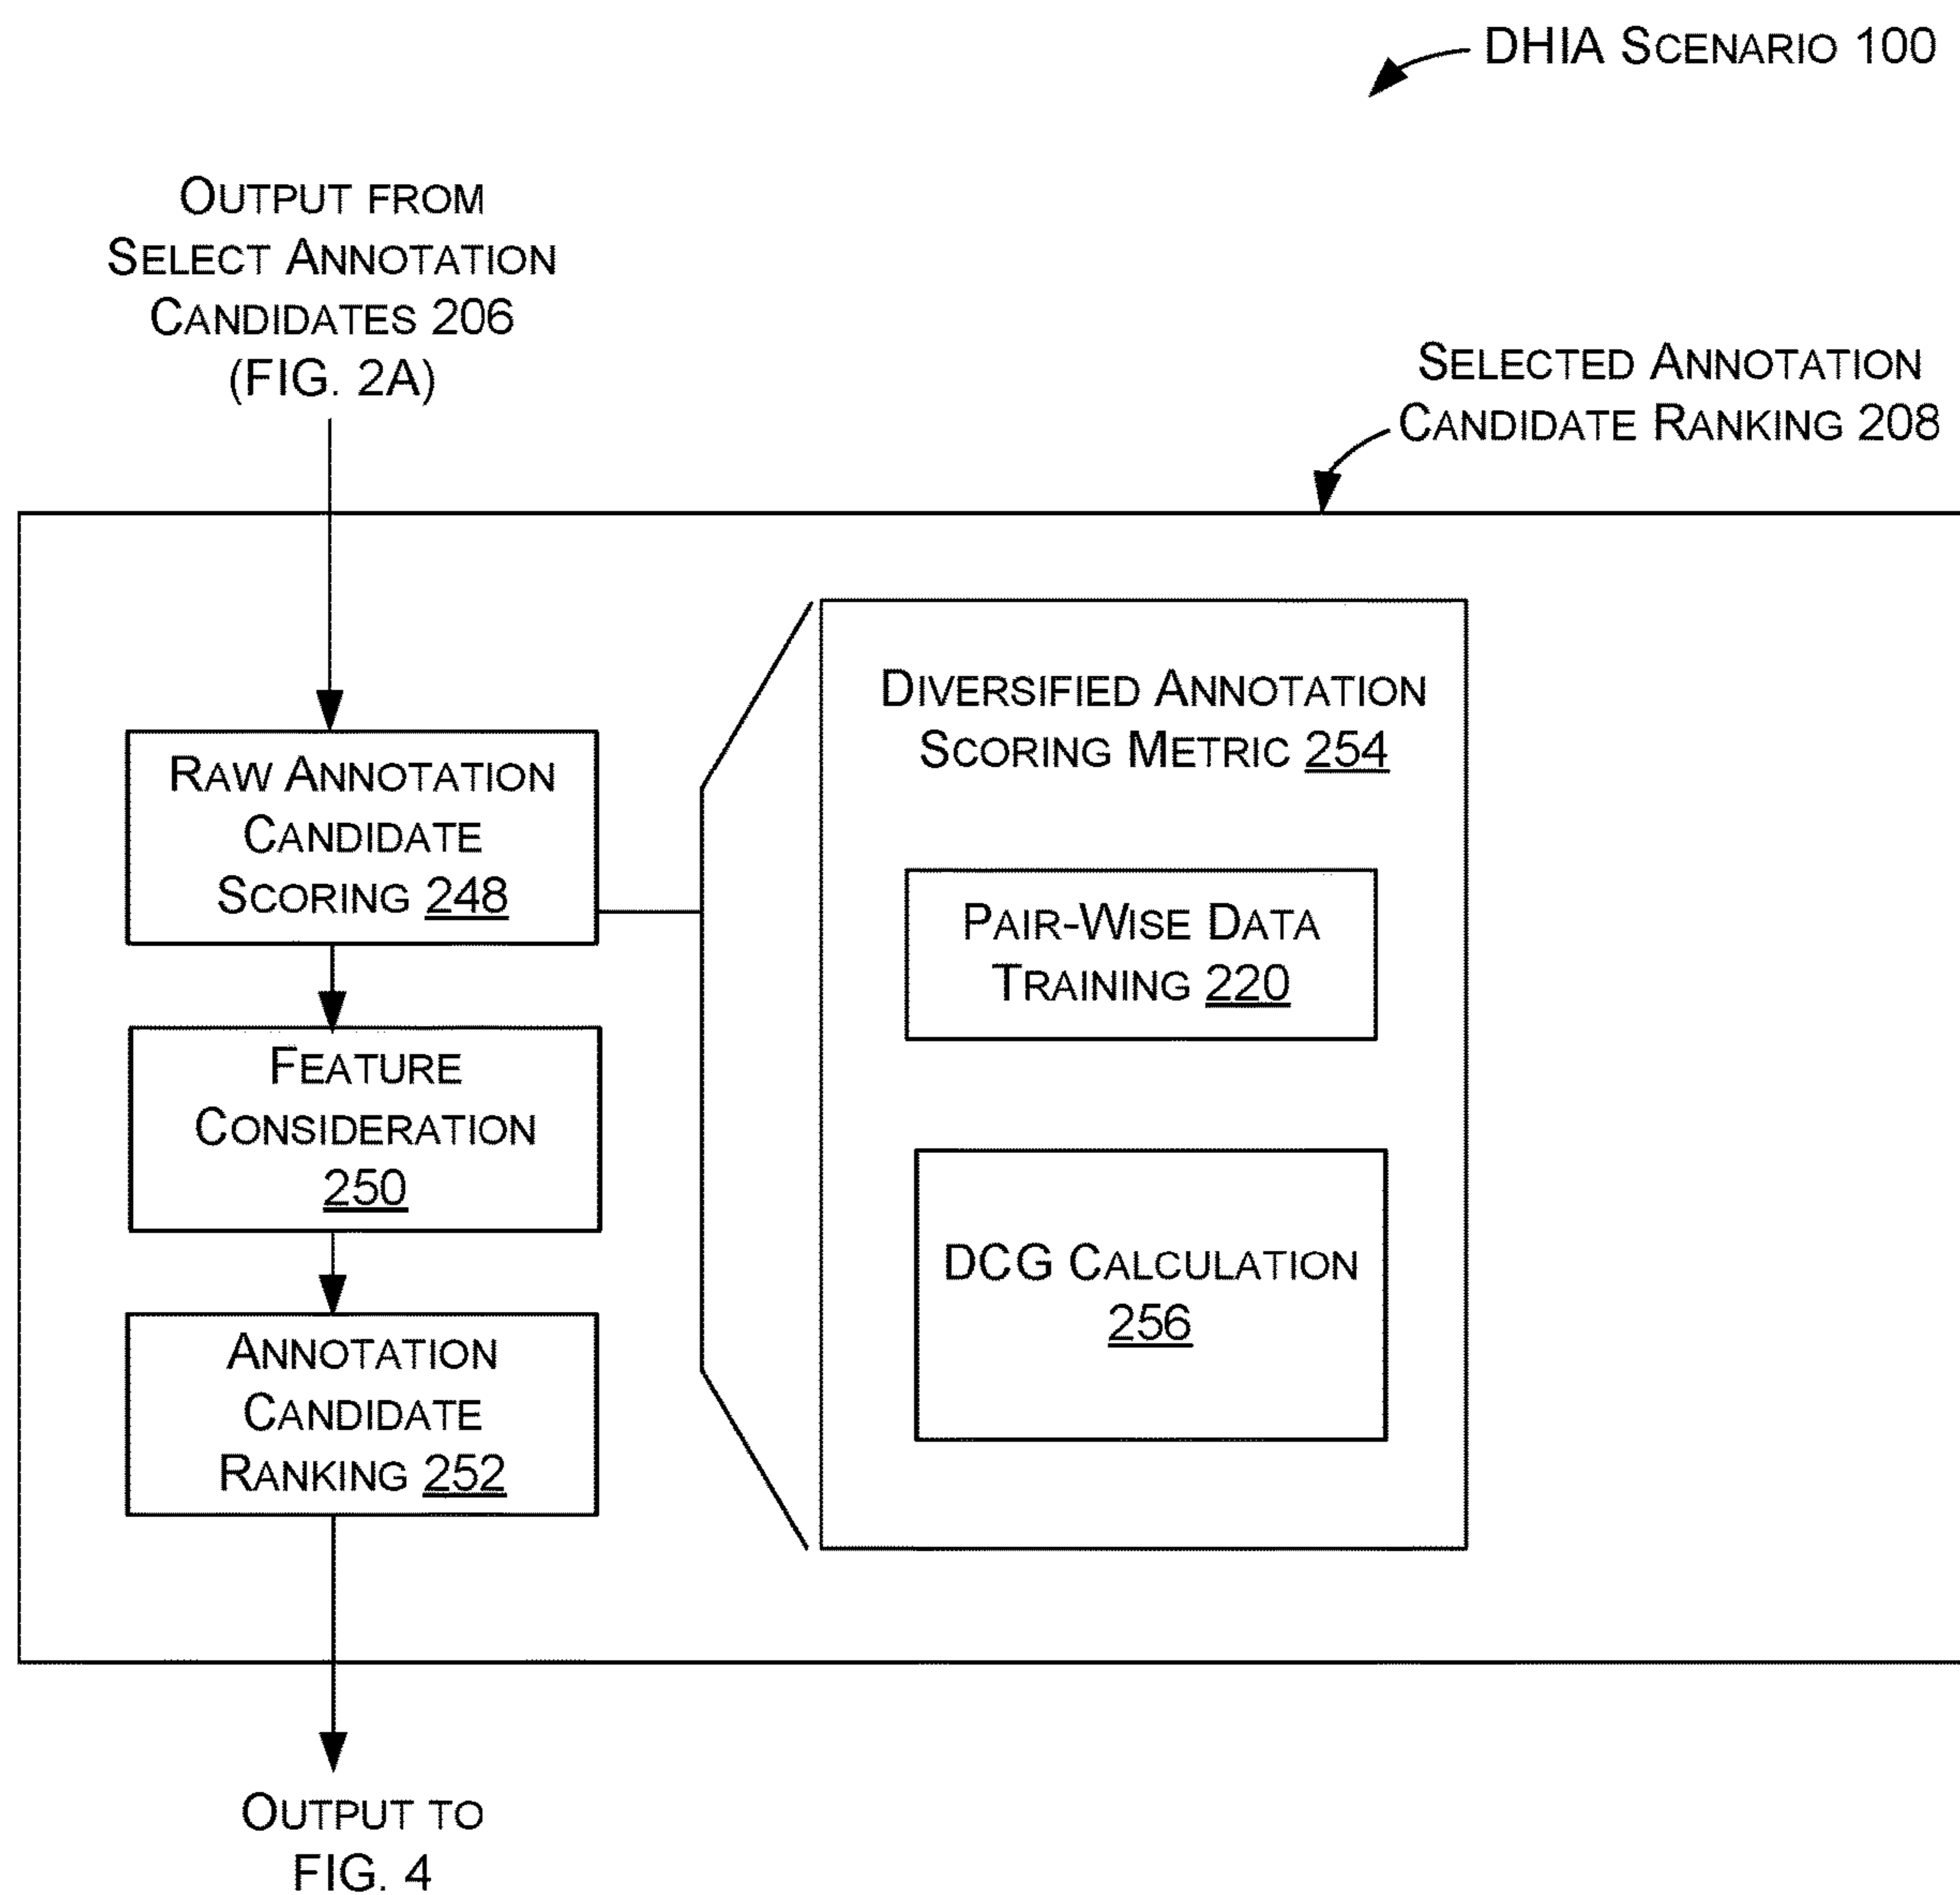 DHIA SCENARIO 100
OUTPUT FROM
SELECT ANNOTATION
CANDIDATES 206
(FIG. 2A)
SELECTED ANNOTATION
CANDIDATE RANKING 208
RAW ANNOTATION
CANDIDATE
SCORING 248
FEATURE
CONSIDERATION
250
ANNOTATION
CANDIDATE
RANKING 252
DIVERSIFIED ANNOTATION
SCORING METRIC 254
PAIR-WISE DATA
TRAINING 220
DCG CALCULATION
256
OUTPUT TO
FIG. 4